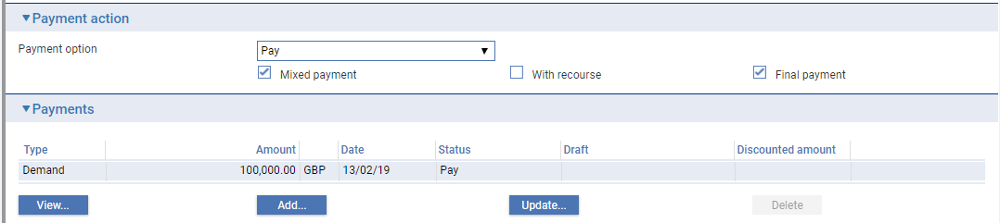 Payment action
Payment option Pay
Mixed payment With recourse Final payment
Payments
Type Amount Date Status Draft Discounted amount
Demand 100,000.00 GBP 13/02/19 Pay
View... Add... Update... Delete